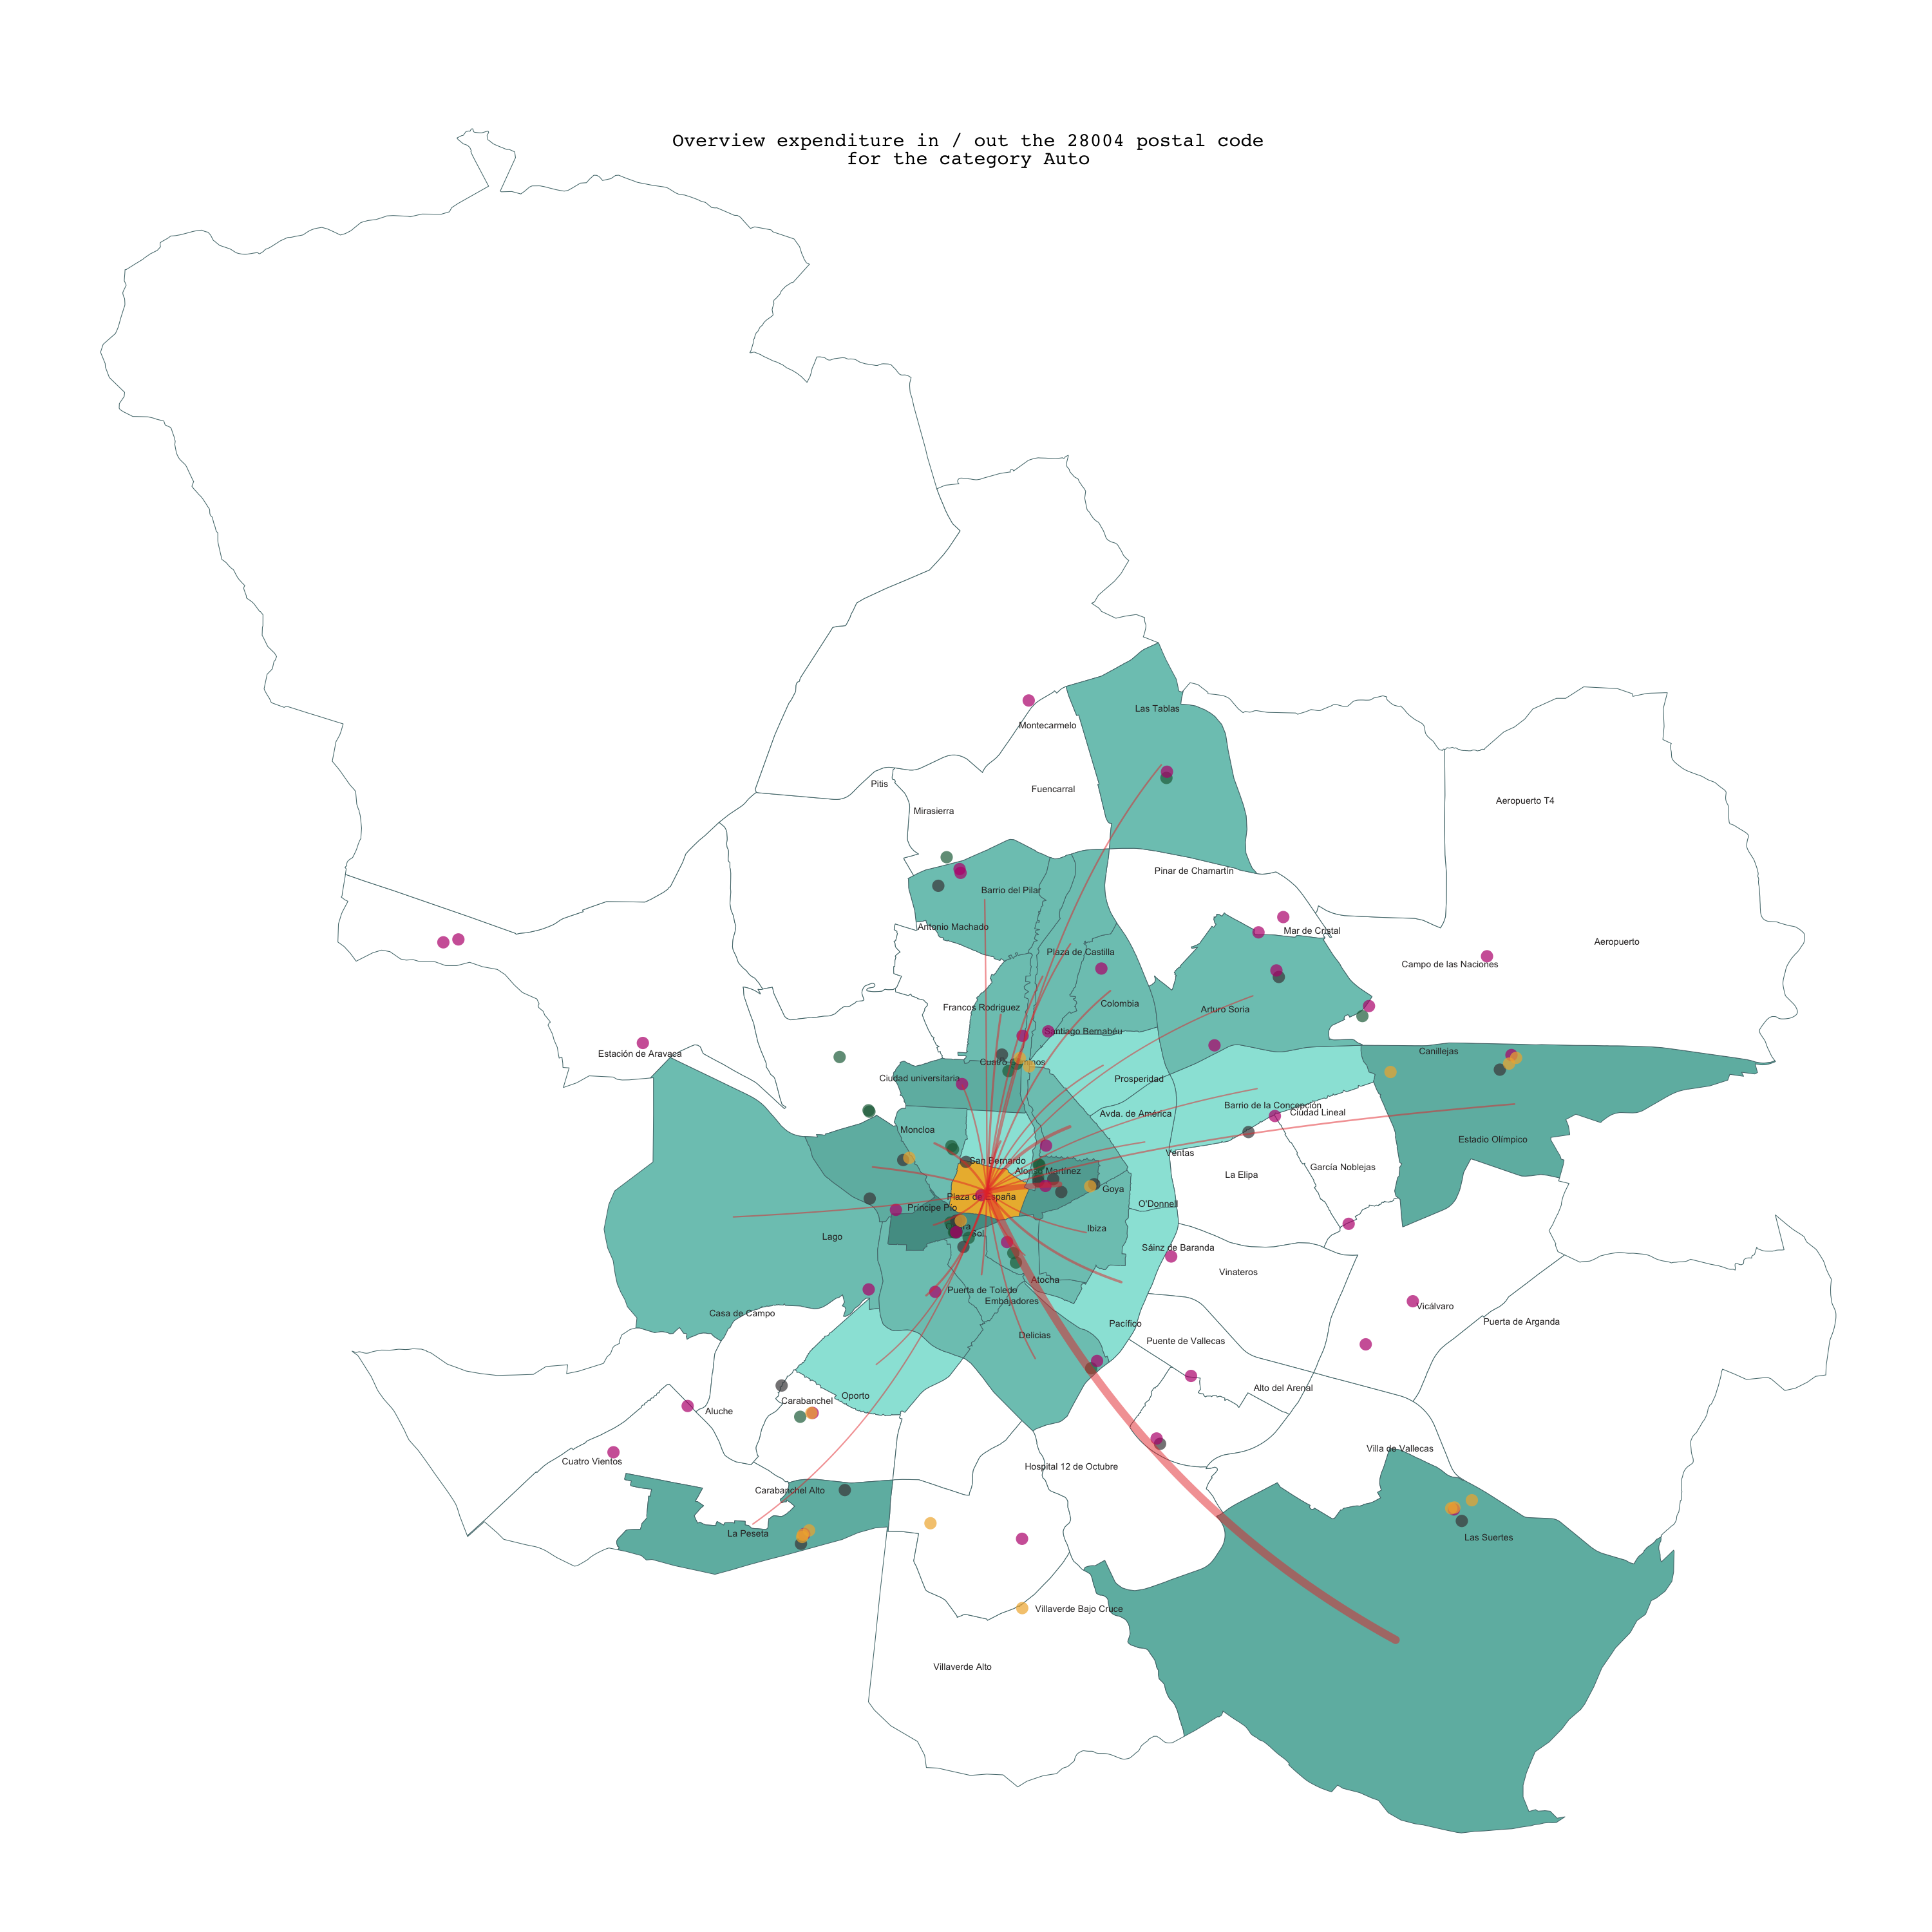 Overview expenditure in / out the 28004 postal code
for the category Auto
Las Tablas
Montecarmelo
Pitis
Fuencarral
Aeropuerto T4
Mirasierra
Pinar de Chamartín
Barrio del Pilar
Antonio Machado
Mar de Cristal
Aeropuerto
Plaza de Castilla
Campo de las Naciones
Colombia
Francos Rodriguez
Arturo Soria
Santiago Bernabéu
Estación de Aravaca
Canillejas
Ciudad universitaria
Prosperidad
Barrio de la Concepción
Ciudad Lineal
Avda. de América
Moncloa
Estadio Olímpico
Ventas
San Bernardo
García Noblejas
Alonso Martínez
La Elipa
Goya
Plaza de España
O'Donnell
Principe Pio
Ibiza
Sol
Lago
Sáinz de Baranda
Vinateros
Atocha
Puerta de Toledo
Embajadores
Vicálvaro
Casa de Campo
Puerta de Arganda
Pacífico
Delicias
Puente de Vallecas
Alto del Arenal
Oporto
Carabanchel
Aluche
Villa de Vallecas
Cuatro Vientos
Hospital 12 de Octubre
Carabanchel Alto
La Peseta
Las Suertes
Villaverde Bajo Cruce
Villaverde Alto